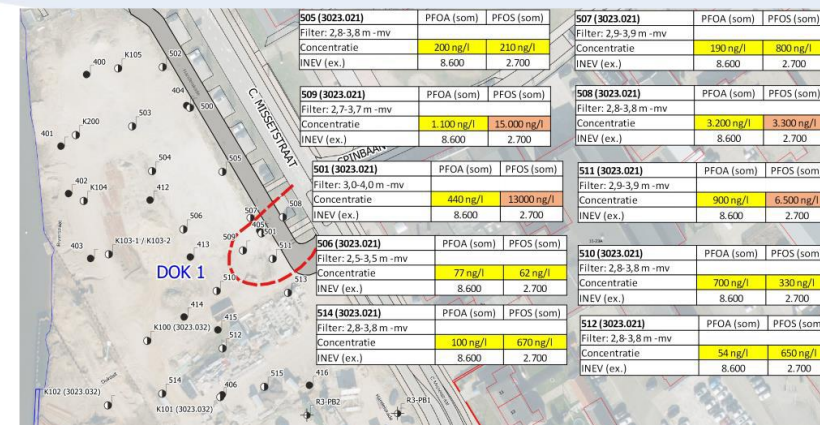 505 (3023.021) PFOA (som) PFOS (som)
Filter: 2,8-3,8 m -mv
Concentratie 200 ng/l 210 ng/l
INEV (ex.) 8.600 2.700
507 (3023.021) PFOA (som) PFOS (som)
Filter: 2,9-3,9 m -mv
Concentratie 190 ng/l 800 ng/l
INEV (ex.) 8.600 2.700
509 (3023.021) PFOA (som) PFOS (som)
Filter: 2,7-3,7 m -mv
Concentratie 1.100 ng/l 15.000 ng/l
INEV (ex.) 8.600 2.700
508 (3023.021) PFOA (som) PFOS (som)
Filter: 2,8-3,8 m -mv
Concentratie 3.200 ng/l 3.300 ng/l
INEV (ex.) 8.600 2.700
501 (3023.021) PFOA (som) PFOS (som)
Filter: 3,0-4,0 m -mv
Concentratie 440 ng/l 13000 ng/l
INEV (ex.) 8.600 2.700
511 (3023.021) PFOA (som) PFOS (som)
Filter: 2,9-3,9 m -mv
Concentratie 900 ng/l 6.500 ng/l
INEV (ex.) 8.600 2.700
506 (3023.021) PFOA (som) PFOS (som)
Filter: 2,5-3,5 m -mv
Concentratie 77 ng/l 62 ng/l
INEV (ex.) 8.600 2.700
510 (3023.021) PFOA (som) PFOS (som)
Filter: 2,8-3,8 m -mv
Concentratie 700 ng/l 330 ng/l
INEV (ex.) 8.600 2.700
514 (3023.021) PFOA (som) PFOS (som)
Filter: 2,8-3,8 m -mv
Concentratie 100 ng/l 670 ng/l
INEV (ex.) 8.600 2.700
512 (3023.021) PFOA (som) PFOS (som)
Filter: 2,8-3,8 m -mv
Concentratie 54 ng/l 650 ng/l
INEV (ex.) 8.600 2.700
K105
502
400
404
500
C. MISSETSTRAAT
K200
503
401
SPINBAAN
504
505
402
K104
412
507
508
405
501
506
509
403
K103-1 / K103-2
413
511
DOK 1
510
513
414
415
K100 (3023.032)
512
514
515
416
406
K102 (3023.032)
K101 (3023.032)
R3-PB2
R3-PB1